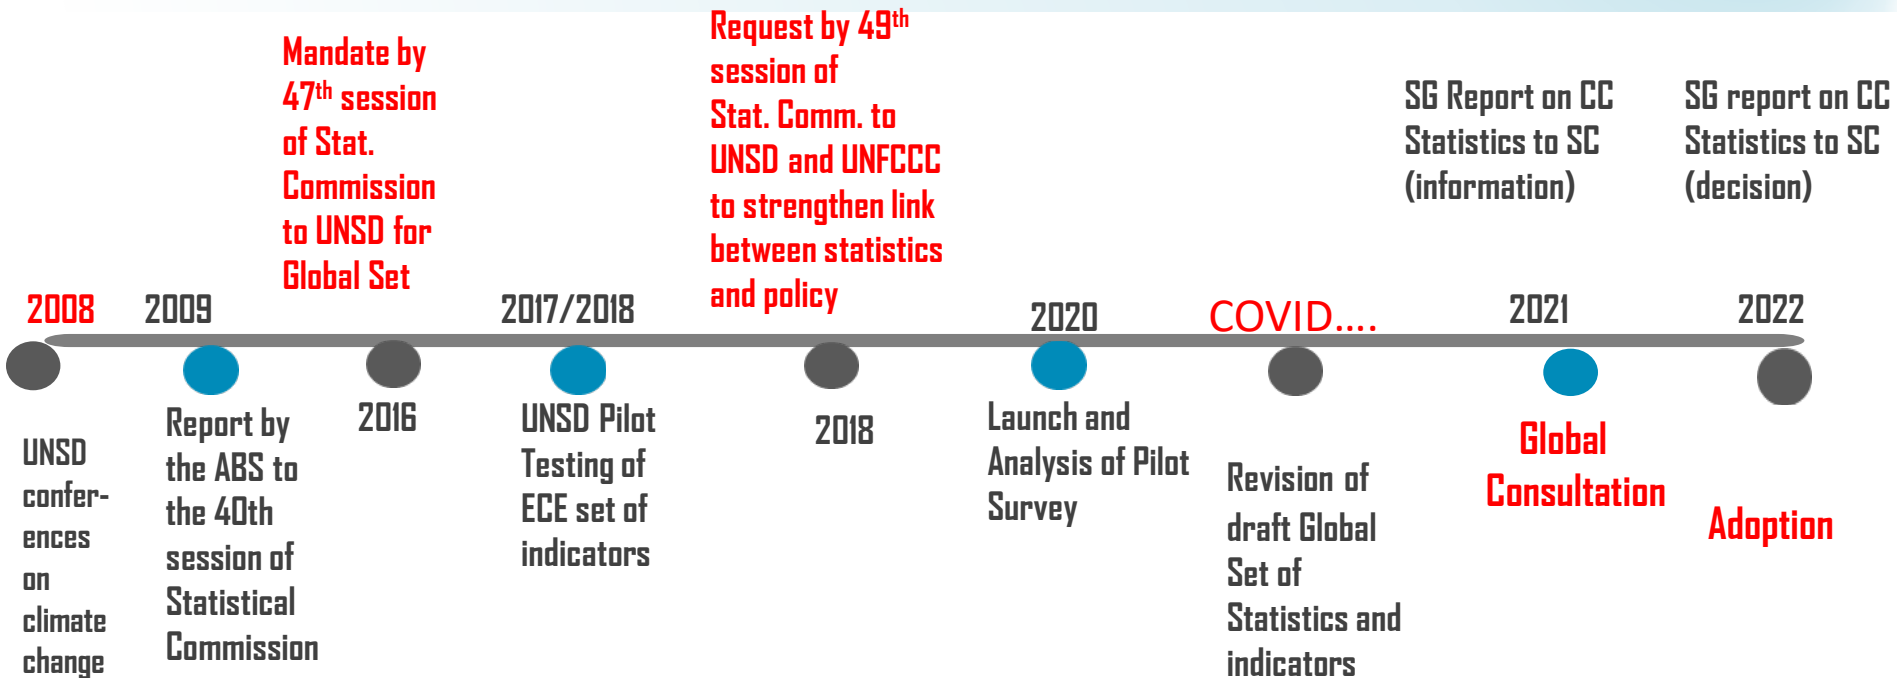 2008
UNSD
confer-
ences
on
climate
change
2009
Report by
the ABS to
the 40th
session of
Statistical
Commission
Mandate by
47th session
of Stat.
Commission
to UNSD for
Global Set
2016
2017/2018
UNSD Pilot
Testing of
ECE set of
indicators
Request by 49th
session of
Stat. Comm. to
UNSD and UNFCCC
to strengthen link
between statistics
and policy
2018
2020
Launch and
Analysis of Pilot
Survey
COVID....
Revision of
draft Global
Set of
Statistics and
indicators
SG Report on CC
Statistics to SC
(information)
2021
Global
Consultation
SG report on CC
Statistics to SC
(decision)
2022
Adoption